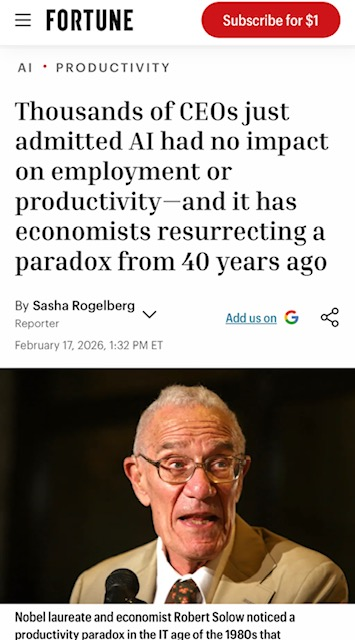 FORTUNE
Subscribe for $1
AI • PRODUCTIVITY
Thousands of CEOs just
admitted AI had no impact
on employment or
productivity—and it has
economists resurrecting a
paradox from 40 years ago
By Sasha Rogelberg
Reporter
Add us on
February 17, 2026, 1:32 PM ET
Nobel laureate and economist Robert Solow noticed a
productivity paradox in the IT age of the 1980s that